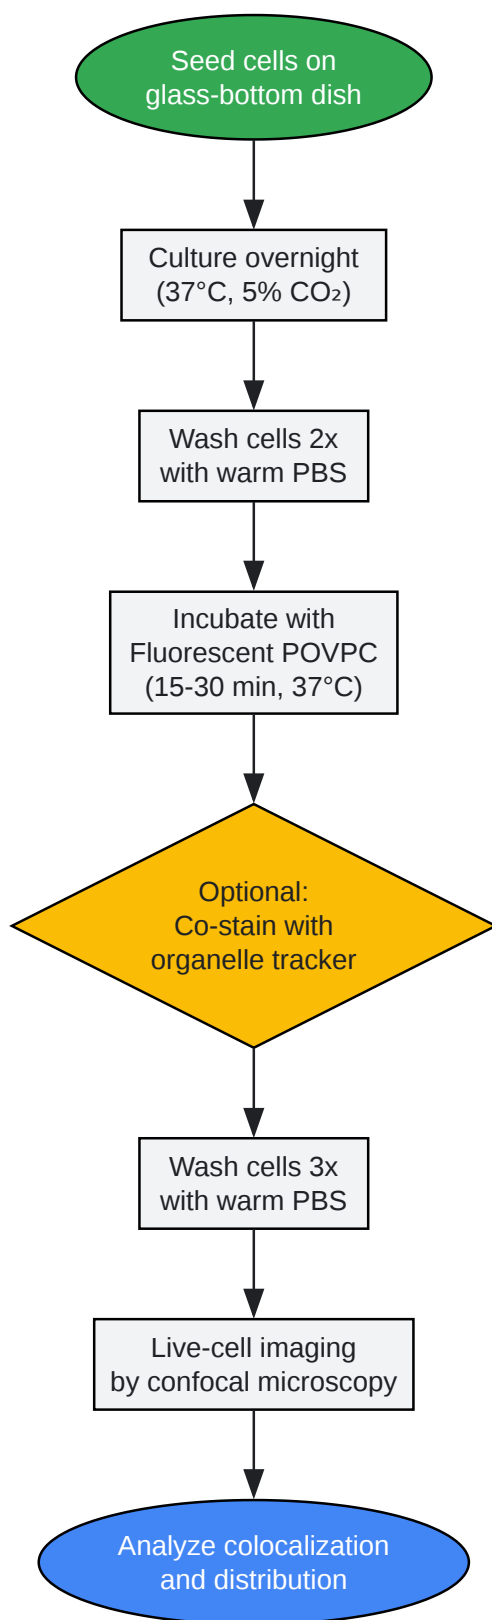 Seed cells on
glass-bottom dish
Culture overnight
(37°C, 5% CO₂)
Wash cells 2x
with warm PBS
Incubate with
Fluorescent POVPC
(15-30 min, 37°C)
Optional:
Co-stain with
organelle tracker
Wash cells 3x
with warm PBS
Live-cell imaging
by confocal microscopy
Analyze colocalization
and distribution